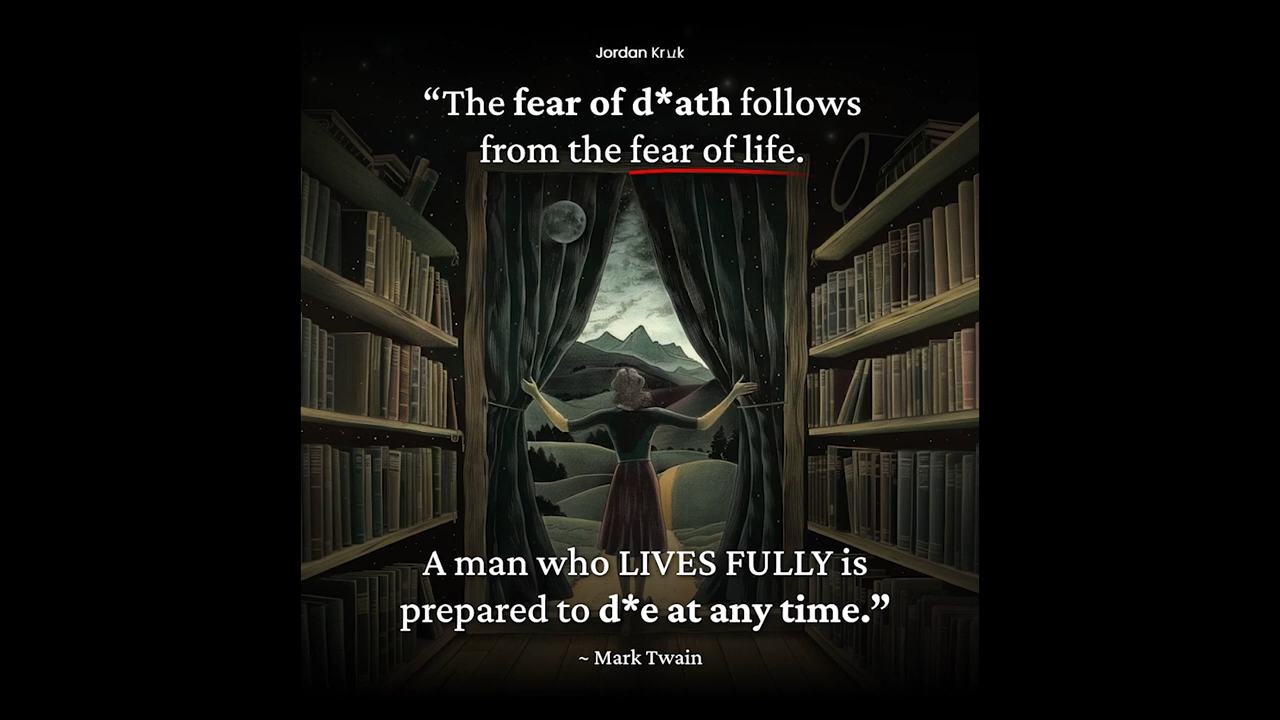 Jordan Kruk
“The fear of d*ath follows
from the fear of life.
A man who LIVES FULLY is
prepared to d*e at any time.”
~ Mark Twain